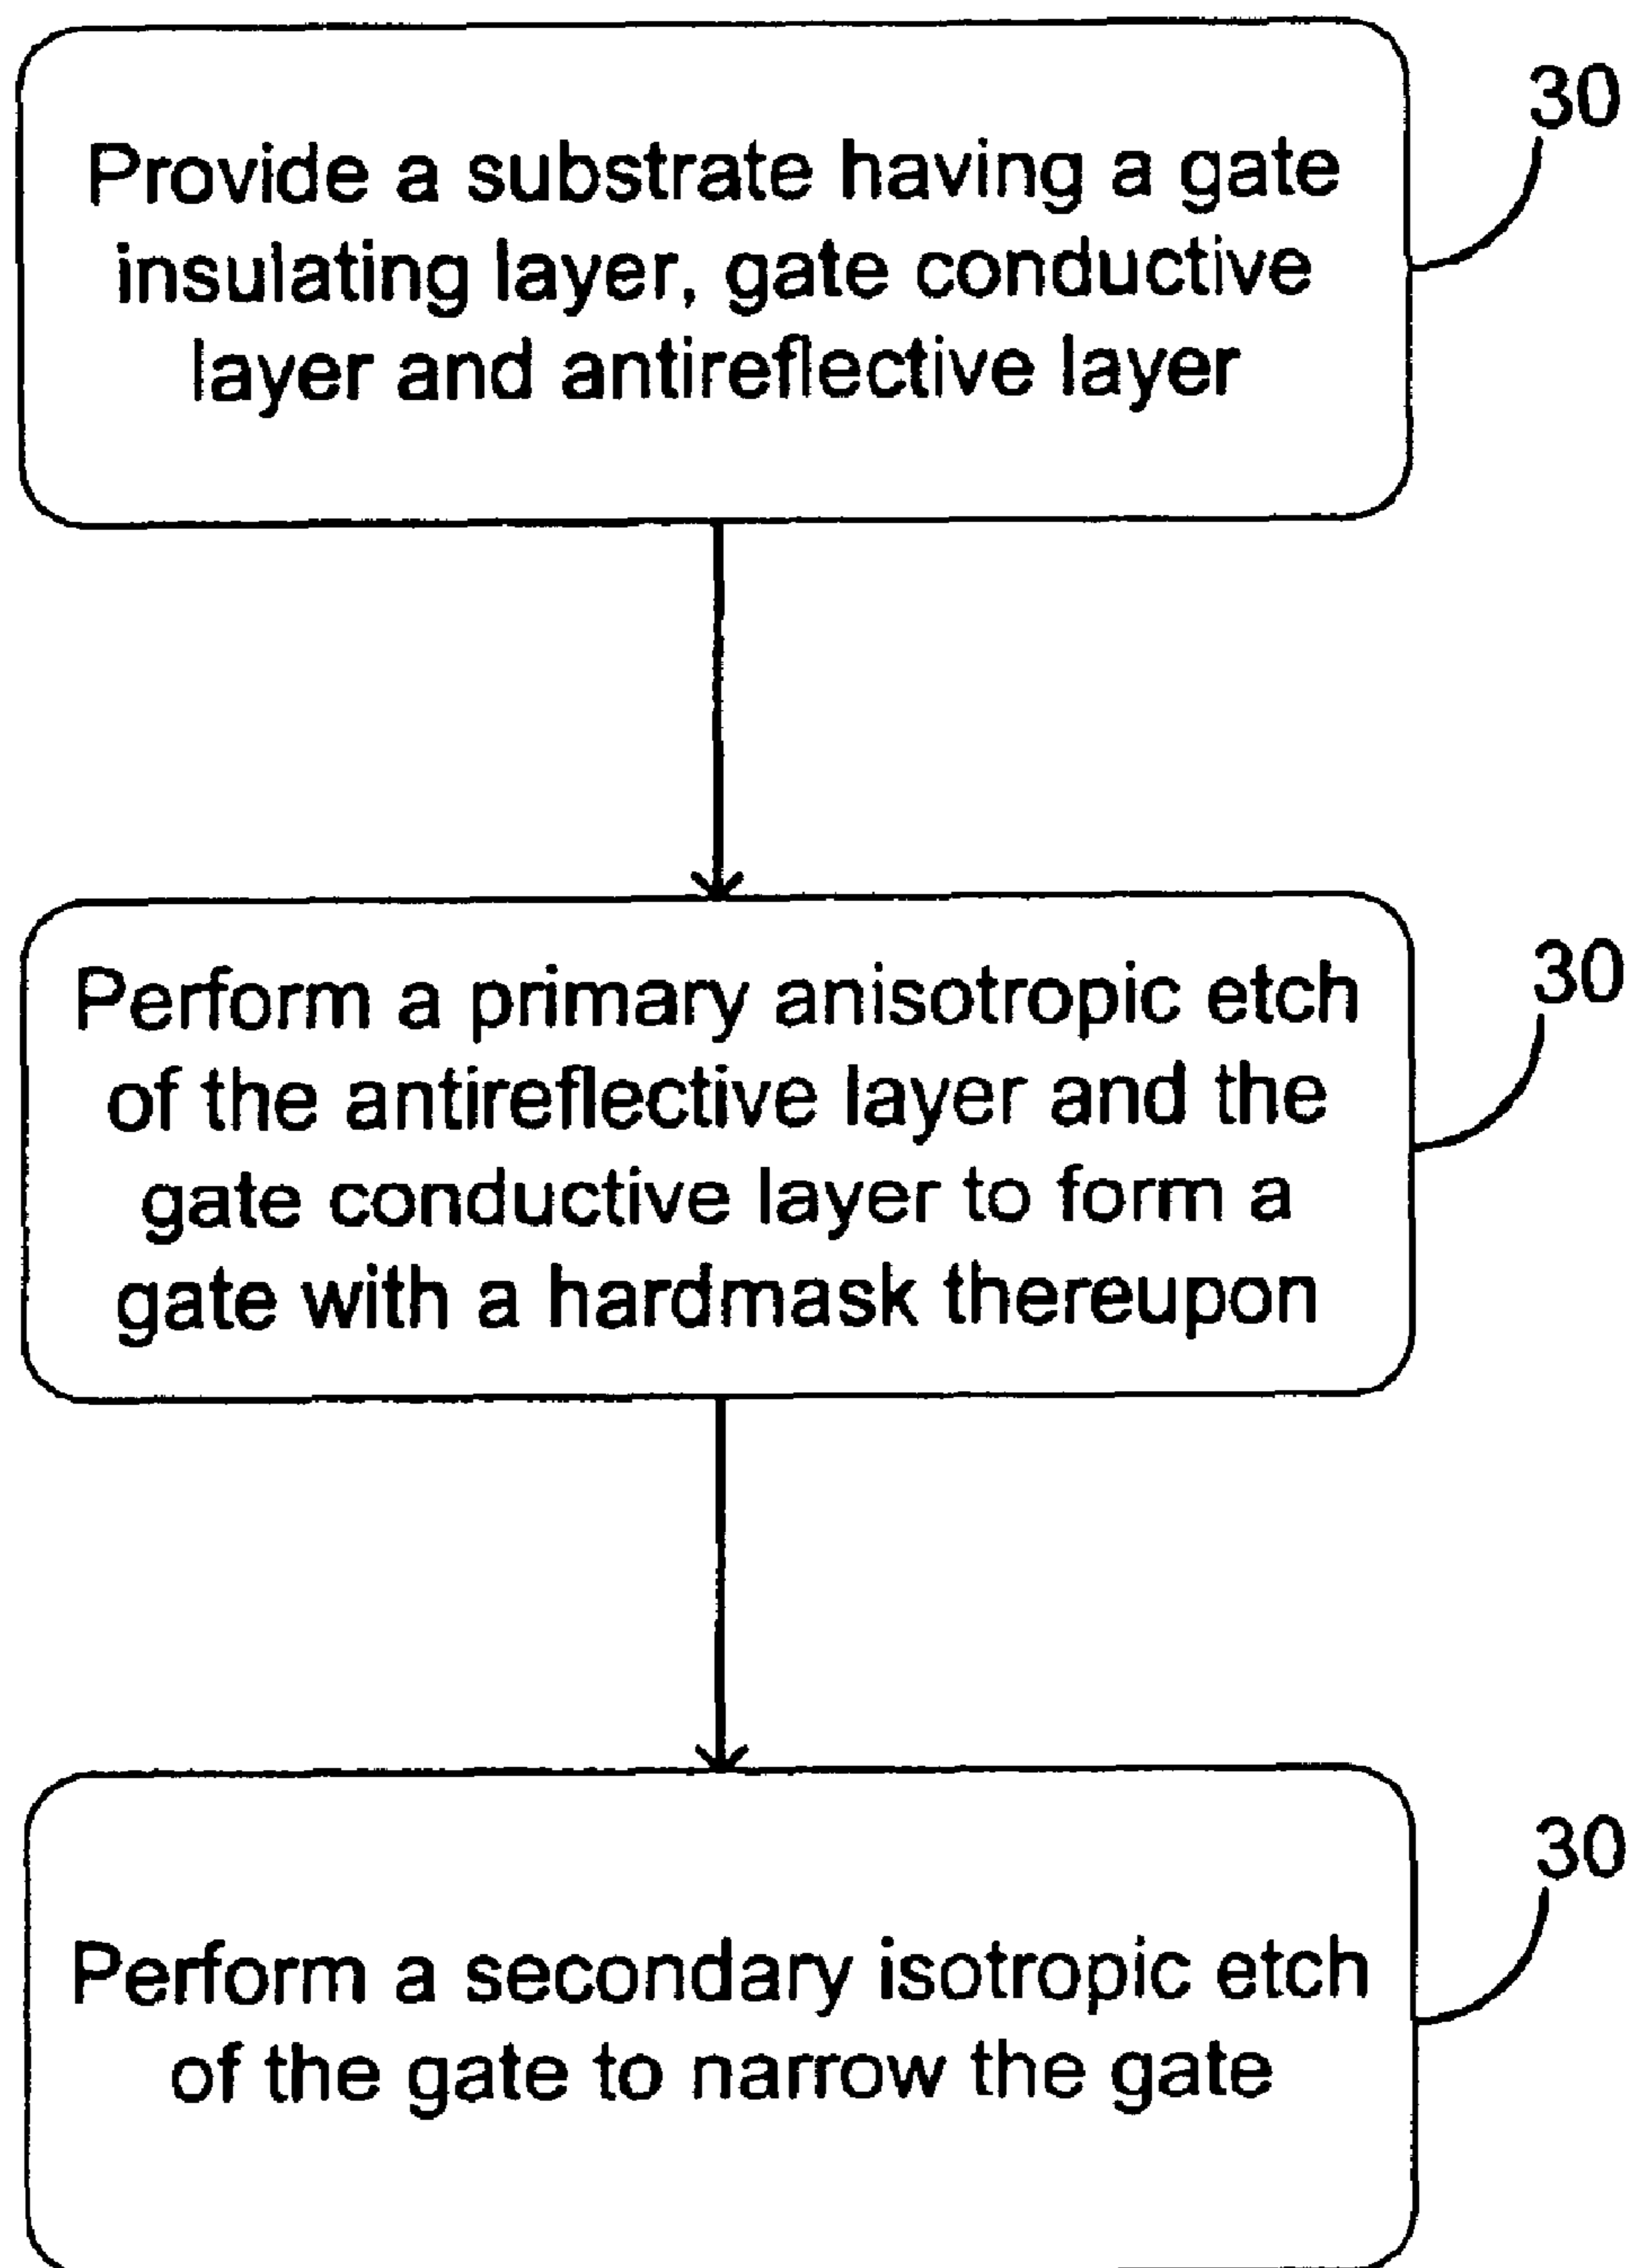 Provide a substrate having a gate
insulating layer, gate conductive
layer and antireflective layer
30
Perform a primary anisotropic etch
of the antireflective layer and the
gate conductive layer to form a
gate with a hardmask thereupon
30
Perform a secondary isotropic etch
of the gate to narrow the gate
30